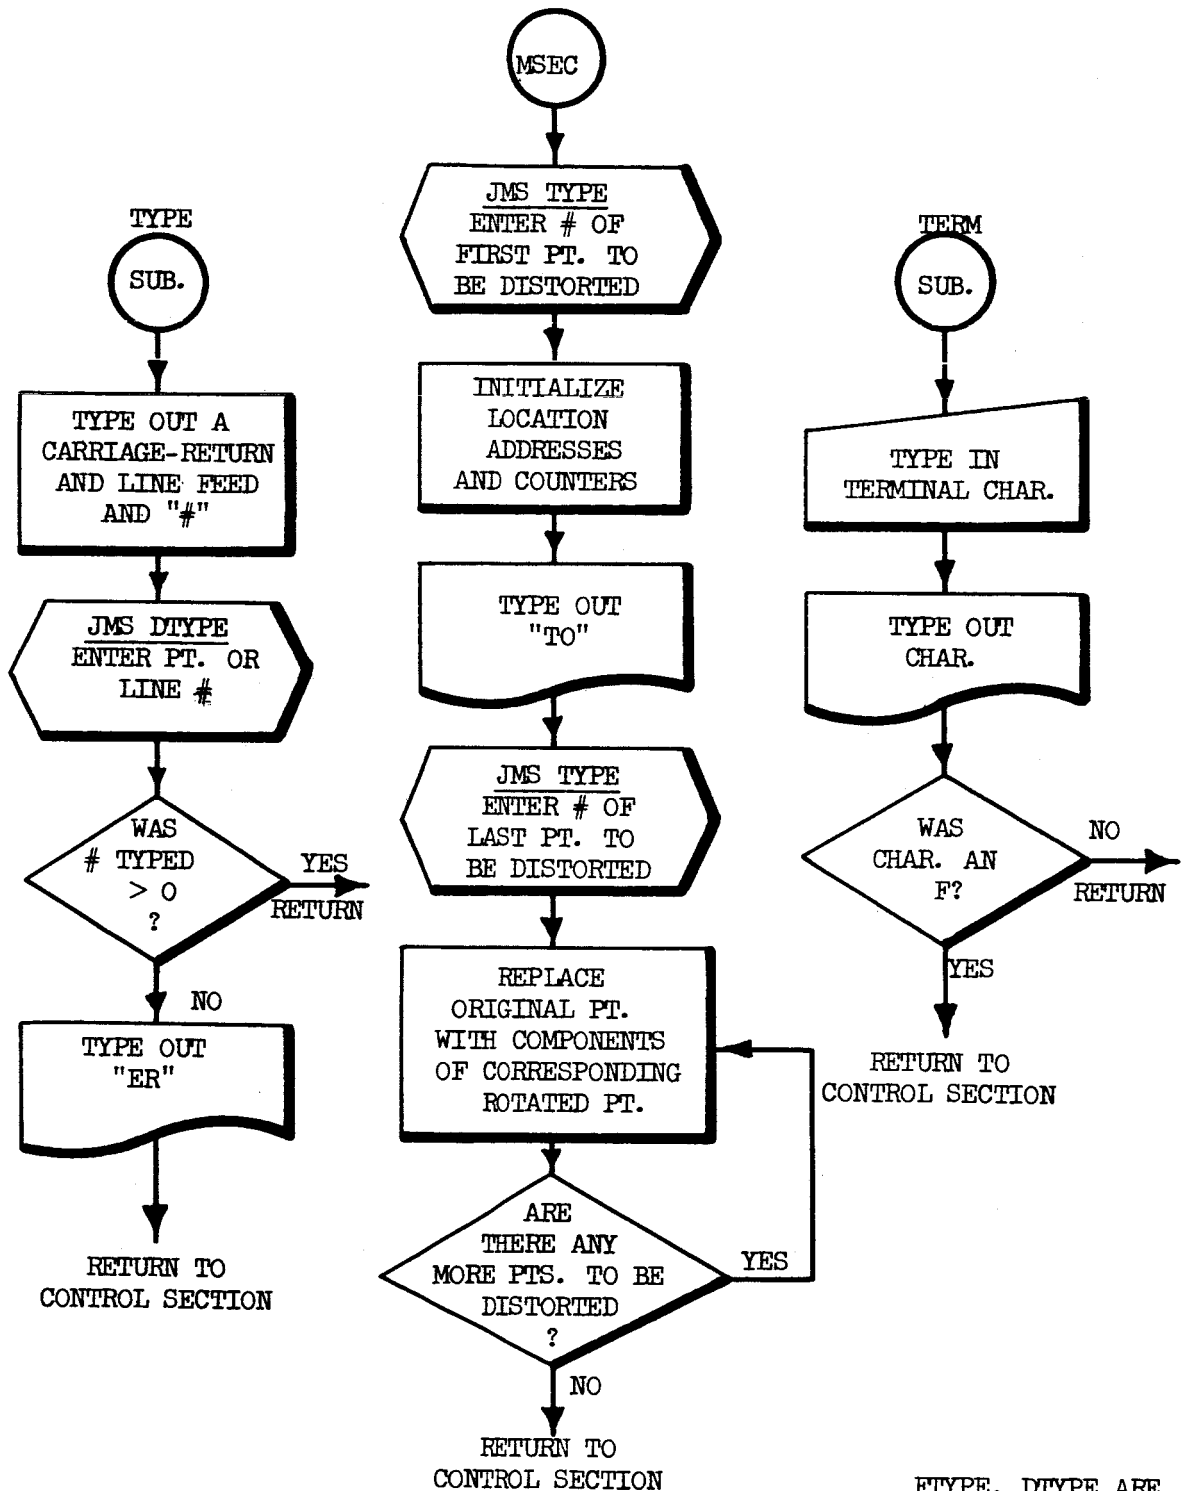 MSEC
JMS TYPE
ENTER # OF
FIRST PT. TO
BE DISTORTED
INITIALIZE
LOCATION
ADDRESSES
AND COUNTERS
TYPE OUT
"TO"
JMS TYPE
ENTER # OF
LAST PT. TO
BE DISTORTED
REPLACE
ORIGINAL PT.
WITH COMPONENTS
OF CORRESPONDING
ROTATED PT.
ARE
THERE ANY
MORE PTS. TO BE
DISTORTED
?
YES
NO
RETURN TO
CONTROL SECTION
TYPE
SUB.
TYPE OUT A
CARRIAGE-RETURN
AND LINE FEED
AND "#"
JMS DTYPE
ENTER PT. OR
LINE #
WAS
# TYPED
> O
?
YES
RETURN
NO
TYPE OUT
"ER"
RETURN TO
CONTROL SECTION
TERM
SUB.
TYPE IN
TERMINAL CHAR.
TYPE OUT
CHAR.
WAS
CHAR. AN
F?
NO
RETURN
YES
RETURN TO
CONTROL SECTION
FTYPE, DTYPE ARE